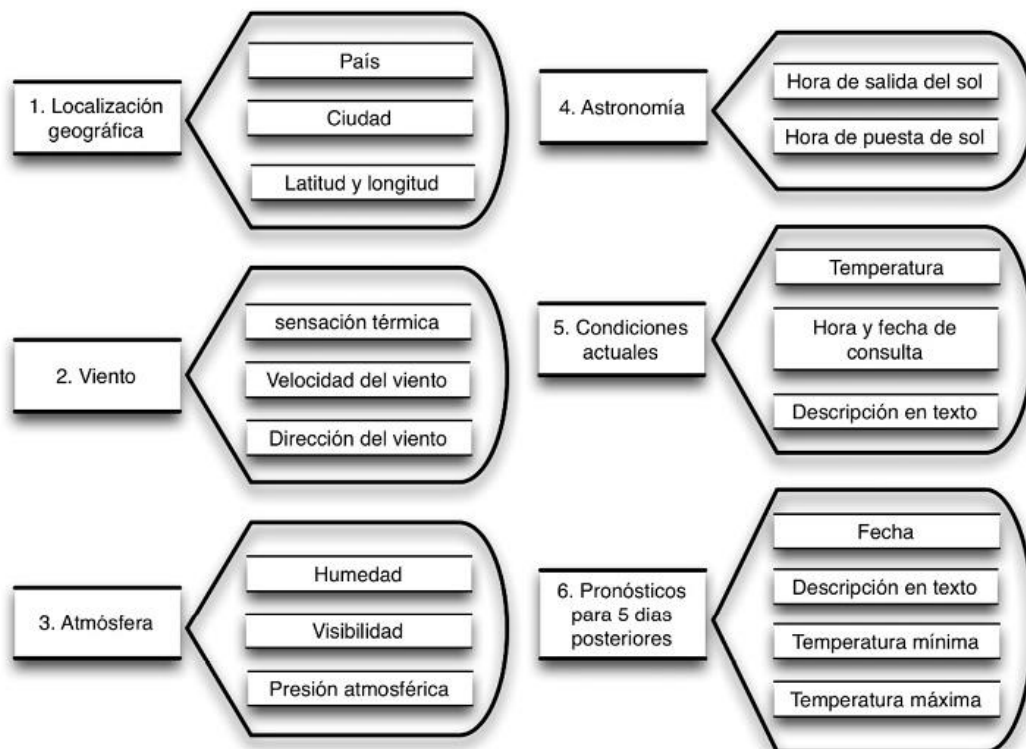 1. Localización
geográfica
País
Ciudad
Latitud y longitud
2. Viento
sensación térmica
Velocidad del viento
Dirección del viento
3. Atmósfera
Humedad
Visibilidad
Presión atmosférica
4. Astronomía
Hora de salida del sol
Hora de puesta de sol
5. Condiciones
actuales
Temperatura
Hora y fecha de
consulta
Descripción en texto
6. Pronósticos
para 5 dias
posteriores
Fecha
Descripción en texto
Temperatura mínima
Temperatura máxima